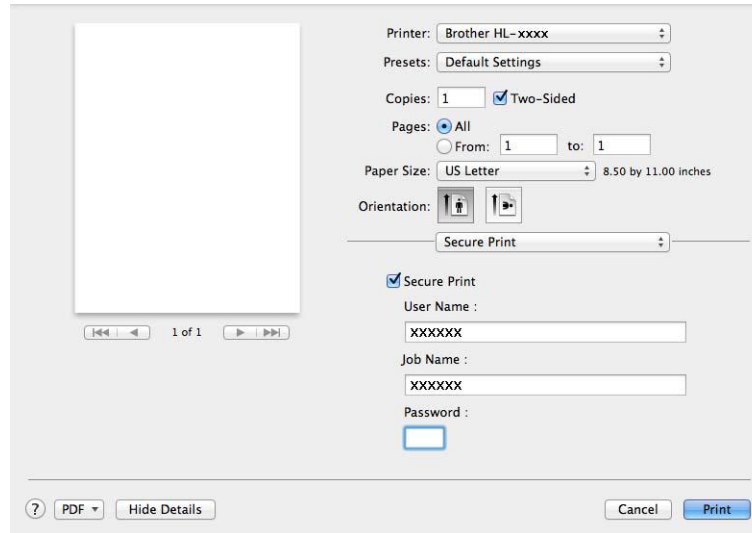 Printer: Brother HL-xxxx
Presets: Default Settings
Copies: 1 Two-Sided
Pages: All
From: 1 to: 1
Paper Size: US Letter 8.50 by 11.00 inches
Orientation:
Secure Print
Secure Print
User Name :
XXXXXX
Job Name :
XXXXXX
Password :
1 of 1
? PDF Hide Details Cancel Print